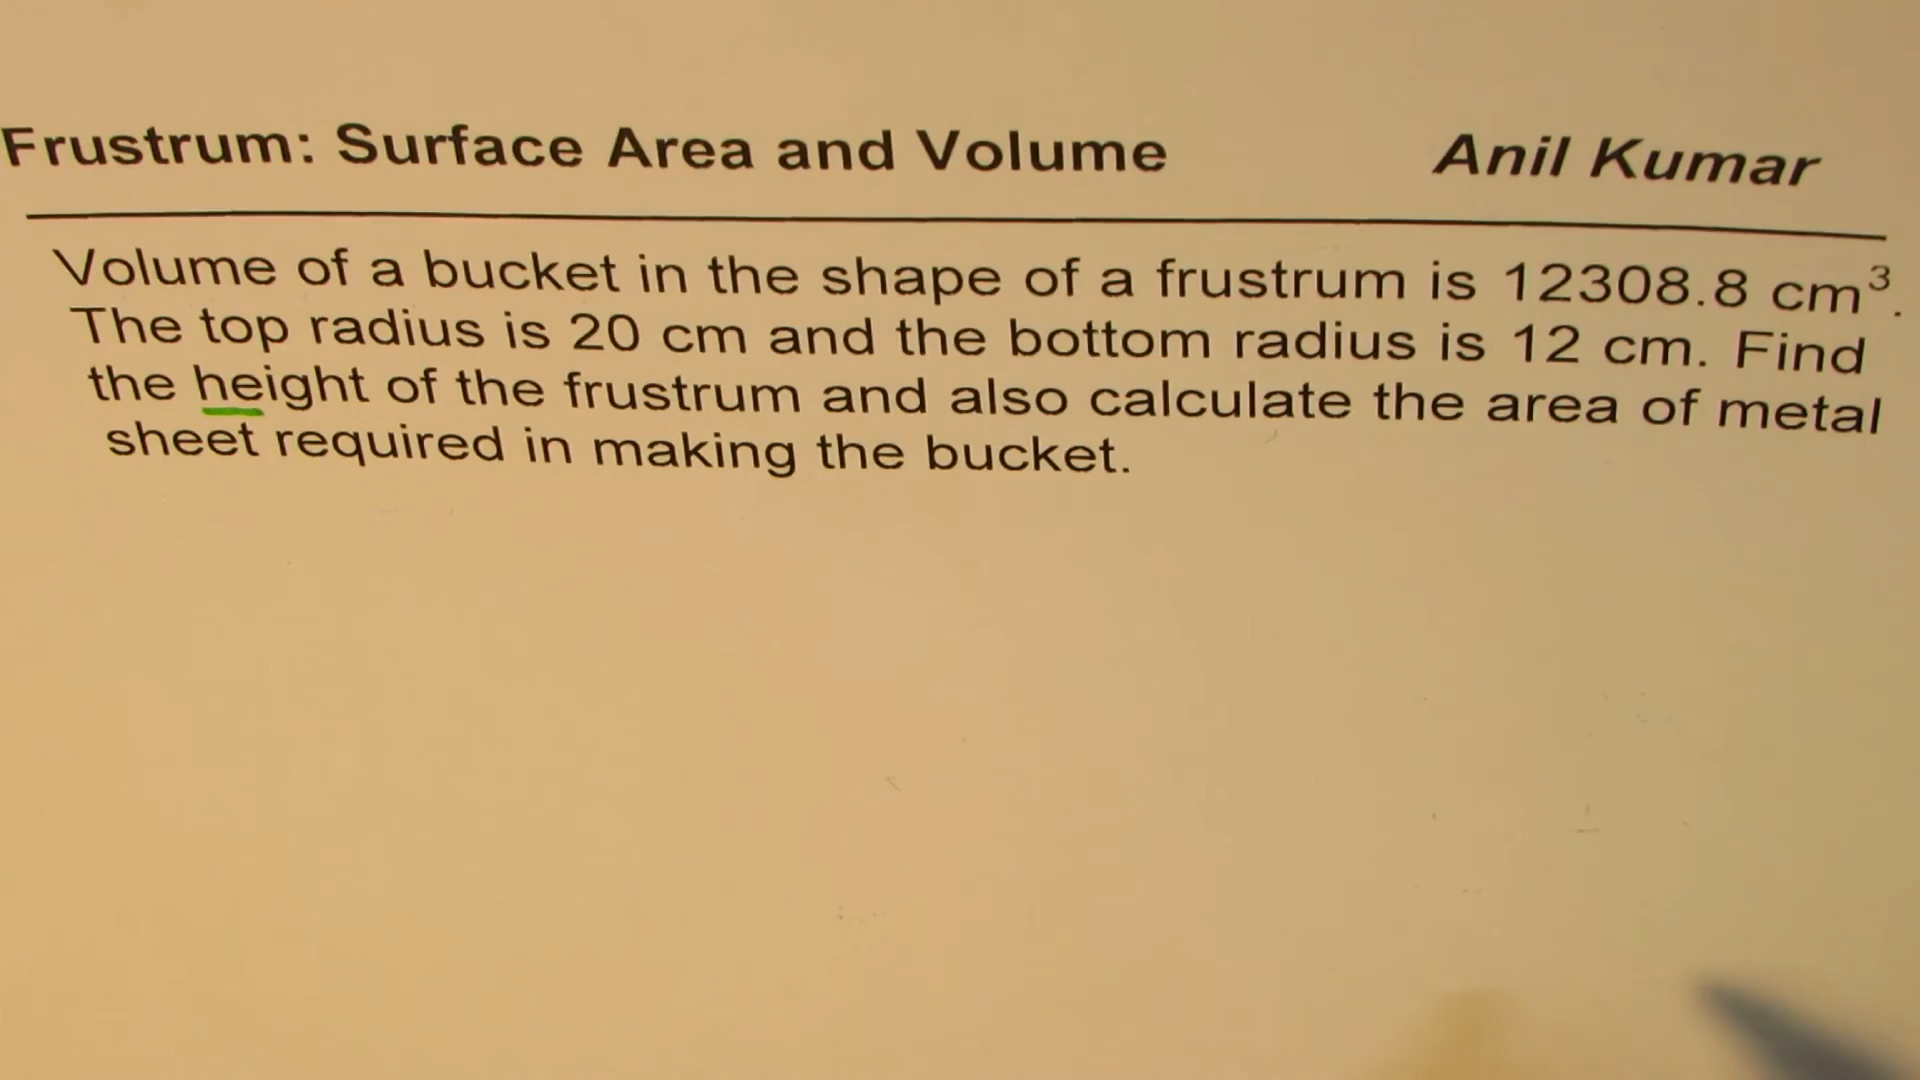 Frustrum: Surface Area and Volume Anil Kumar
Volume of a bucket in the shape of a frustrum is 12308.8 cm³.
The top radius is 20 cm and the bottom radius is 12 cm. Find
the height of the frustrum and also calculate the area of metal
sheet required in making the bucket.